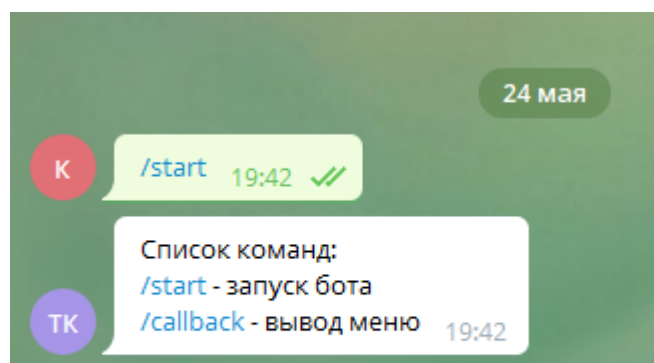 24 мая
К
/start 19:42
Список команд:
/start - запуск бота
ТК
/callback - вывод меню 19:42